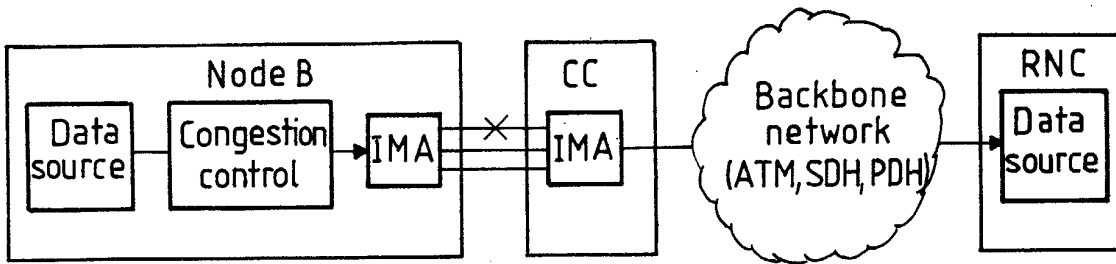 Node B
Data
source
Congestion
control
IMA
CC
IMA
Backbone
network
(ATM, SDH, PDH)
RNC
Data
source